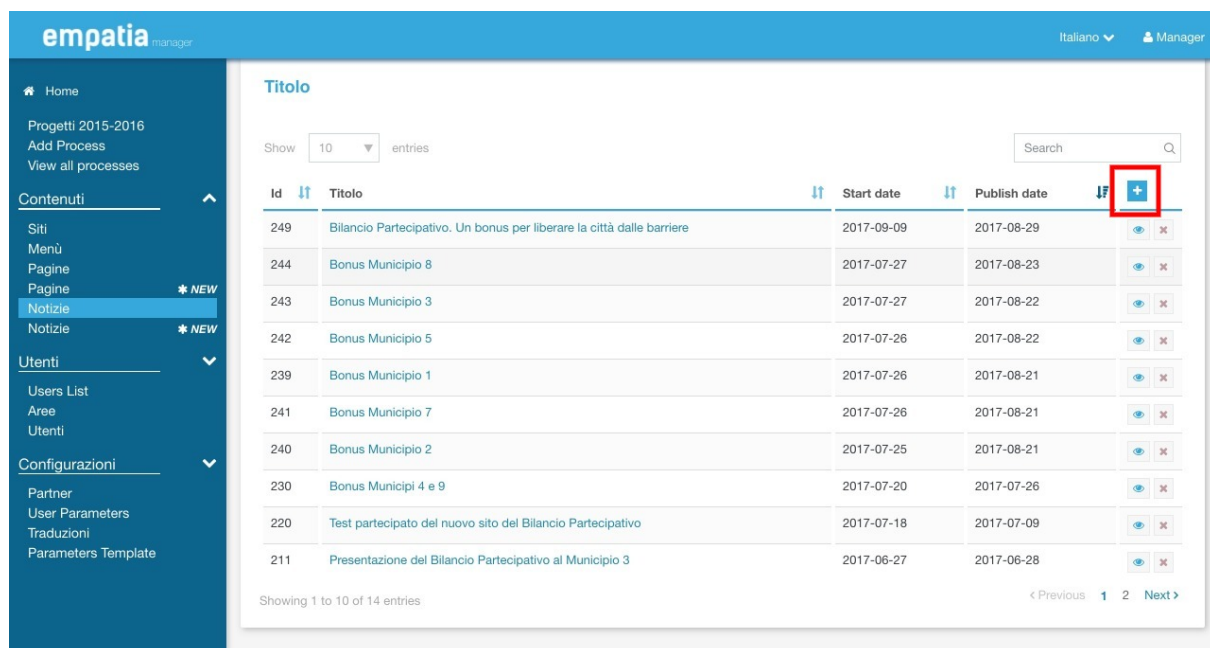 empatia manager
Italiano Manager
Home
Progetti 2015-2016
Add Process
View all processes
Contenuti
Siti
Menù
Pagine
Pagine NEW
Notizie
Notizie NEW
Utenti
Users List
Aree
Utenti
Configurazioni
Partner
User Parameters
Traduzioni
Parameters Template
Titolo
Show 10 entries Search
Id Titolo Start date Publish date +
249 Bilancio Partecipativo. Un bonus per liberare la città dalle barriere 2017-09-09 2017-08-29
244 Bonus Municipio 8 2017-07-27 2017-08-23
243 Bonus Municipio 3 2017-07-27 2017-08-22
242 Bonus Municipio 5 2017-07-26 2017-08-22
239 Bonus Municipio 1 2017-07-26 2017-08-21
241 Bonus Municipio 7 2017-07-26 2017-08-21
240 Bonus Municipio 2 2017-07-25 2017-08-21
230 Bonus Municipi 4 e 9 2017-07-20 2017-07-26
220 Test partecipato del nuovo sito del Bilancio Partecipativo 2017-07-18 2017-07-09
211 Presentazione del Bilancio Partecipativo al Municipio 3 2017-06-27 2017-06-28
Showing 1 to 10 of 14 entries
Previous 1 2 Next